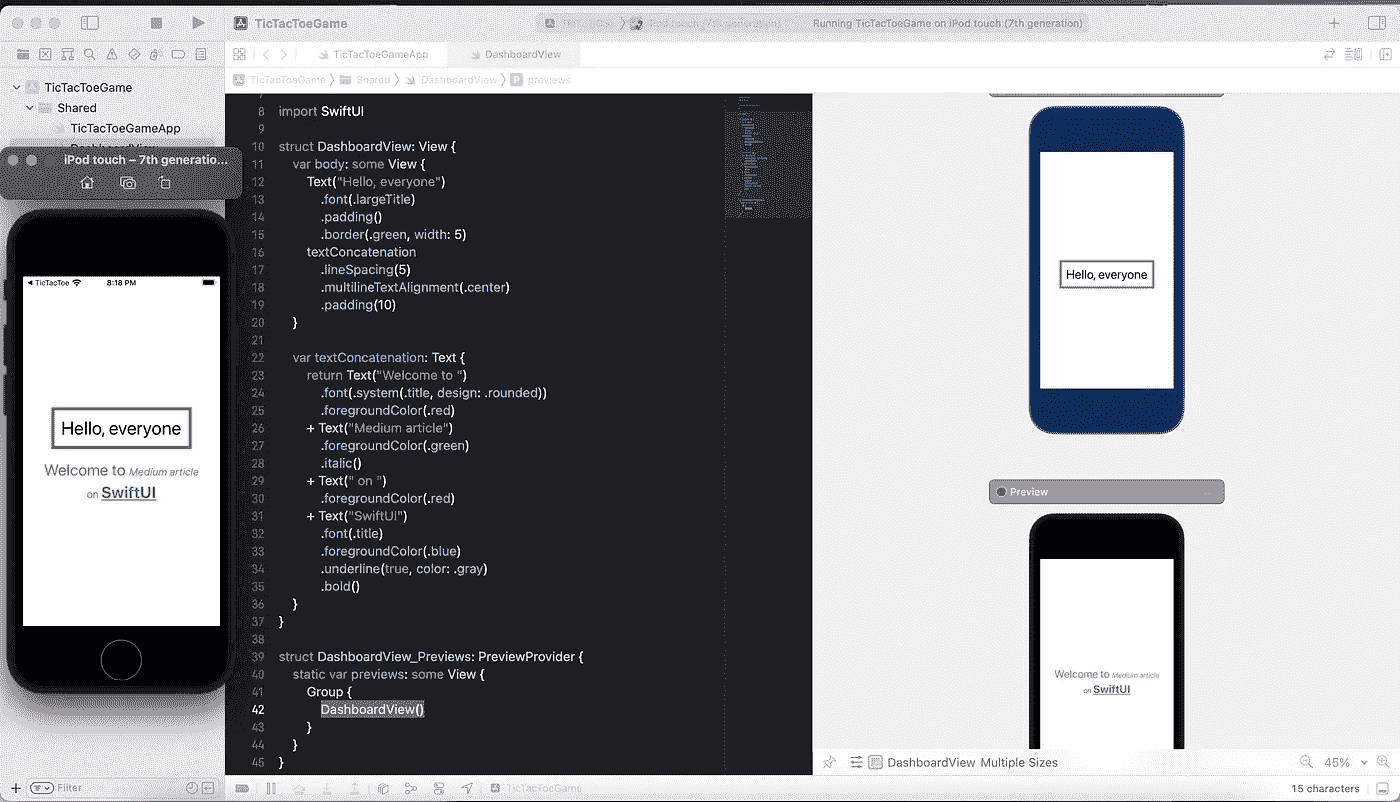 TicTacToeGame
TicT... (iOS) iPod touch (7th generation)
Running TicTacToeGame on iPod touch (7th generation)
TicTacToeGameApp
DashboardView
TicTacToeGame
Shared
DashboardView
P
previews
TicTacToeGame
Shared
TicTacToeGameApp
DashboardView
iPod touch – 7th generatio...
TicTacToe
8:18 PM
Hello, everyone
Welcome to Medium article
on SwiftUI
Filter
7
8 import SwiftUI
9
10 struct DashboardView: View {
11 var body: some View {
12 Text("Hello, everyone")
13 .font(.largeTitle)
14 .padding()
15 .border(.green, width: 5)
16 textConcatenation
17 .lineSpacing(5)
18 .multilineTextAlignment(.center)
19 .padding(10)
20 }
21
22 var textConcatenation: Text {
23 return Text("Welcome to ")
24 .font(.system(.title, design: .rounded))
25 .foregroundColor(.red)
26 + Text("Medium article")
27 .foregroundColor(.green)
28 .italic()
29 + Text(" on ")
30 .foregroundColor(.red)
31 + Text("SwiftUI")
32 .font(.title)
33 .foregroundColor(.blue)
34 .underline(true, color: .gray)
35 .bold()
36 }
37 }
38
39 struct DashboardView_Previews: PreviewProvider {
40 static var previews: some View {
41 Group {
42 DashboardView()
43 }
44 }
45 }
TicTacToeGame
Hello, everyone
Preview
Welcome to Medium article
on SwiftUI
DashboardView Multiple Sizes
45%
15 characters